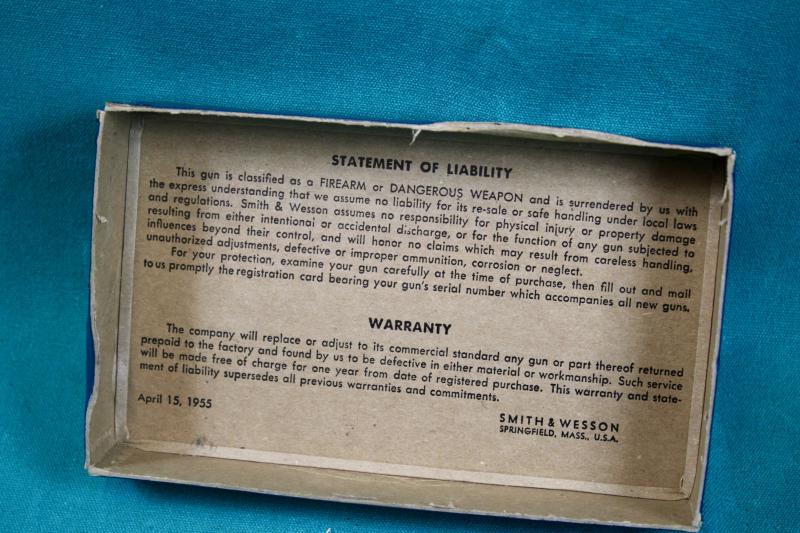 STATEMENT OF LIABILITY
This gun is classified as a FIREARM or DANGEROUS WEAPON and is surrendered by us with
the express understanding that we assume no liability for its re-sale or safe handling under local laws
and regulations. Smith & Wesson assumes no responsibility for physical injury or property damage
resulting from either intentional or accidental discharge, or for the function of any gun subjected to
influences beyond their control, and will honor no claims which may result from careless handling,
unauthorized adjustments, defective or improper ammunition, corrosion or neglect.
For your protection, examine your gun carefully at the time of purchase, then fill out and mail
to us promptly the registration card bearing your gun's serial number which accompanies all new guns.
WARRANTY
The company will replace or adjust to its commercial standard any gun or part thereof returned
prepaid to the factory and found by us to be defective in either material or workmanship. Such service
will be made free of charge for one year from date of registered purchase. This warranty and state-
ment of liability supersedes all previous warranties and commitments.
April 15, 1955
SMITH & WESSON
SPRINGFIELD, MASS., U.S.A.